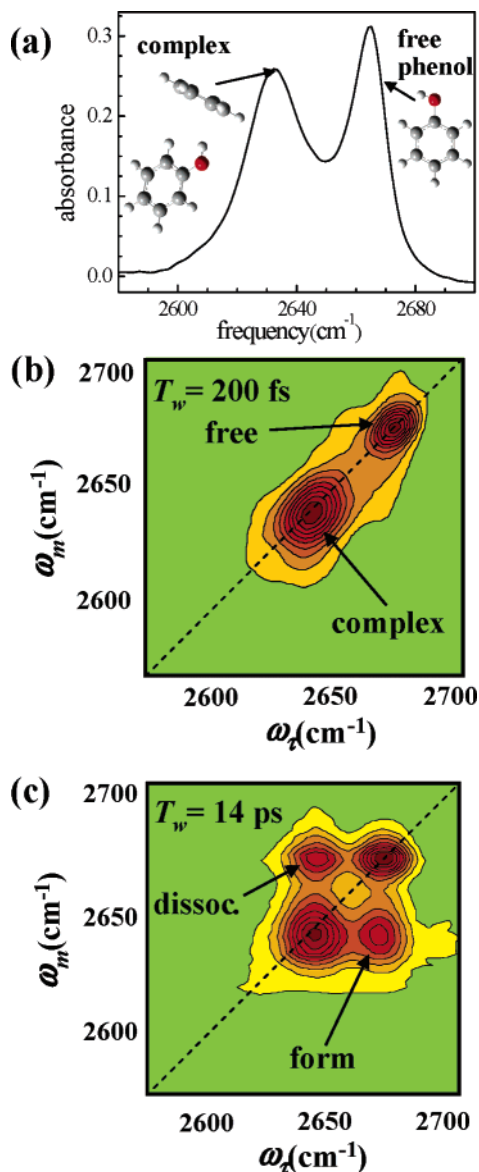 (a)
complex
free
phenol
0.3
0.2
0.1
0.0
absorbance
2600
2640
2680
frequency(cm⁻¹)
(b)
2700
2650
2600
ωₘ(cm⁻¹)
T_w = 200 fs
free
complex
2600
2650
2700
ω_τ(cm⁻¹)
(c)
2700
2650
2600
ωₘ(cm⁻¹)
T_w = 14 ps
dissoc.
form
2600
2650
2700
ω_τ(cm⁻¹)